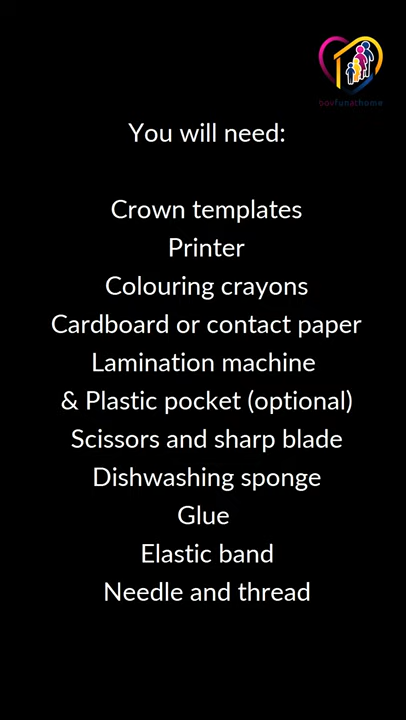 bovfunathome
You will need:
Crown templates
Printer
Colouring crayons
Cardboard or contact paper
Lamination machine
& Plastic pocket (optional)
Scissors and sharp blade
Dishwashing sponge
Glue
Elastic band
Needle and thread